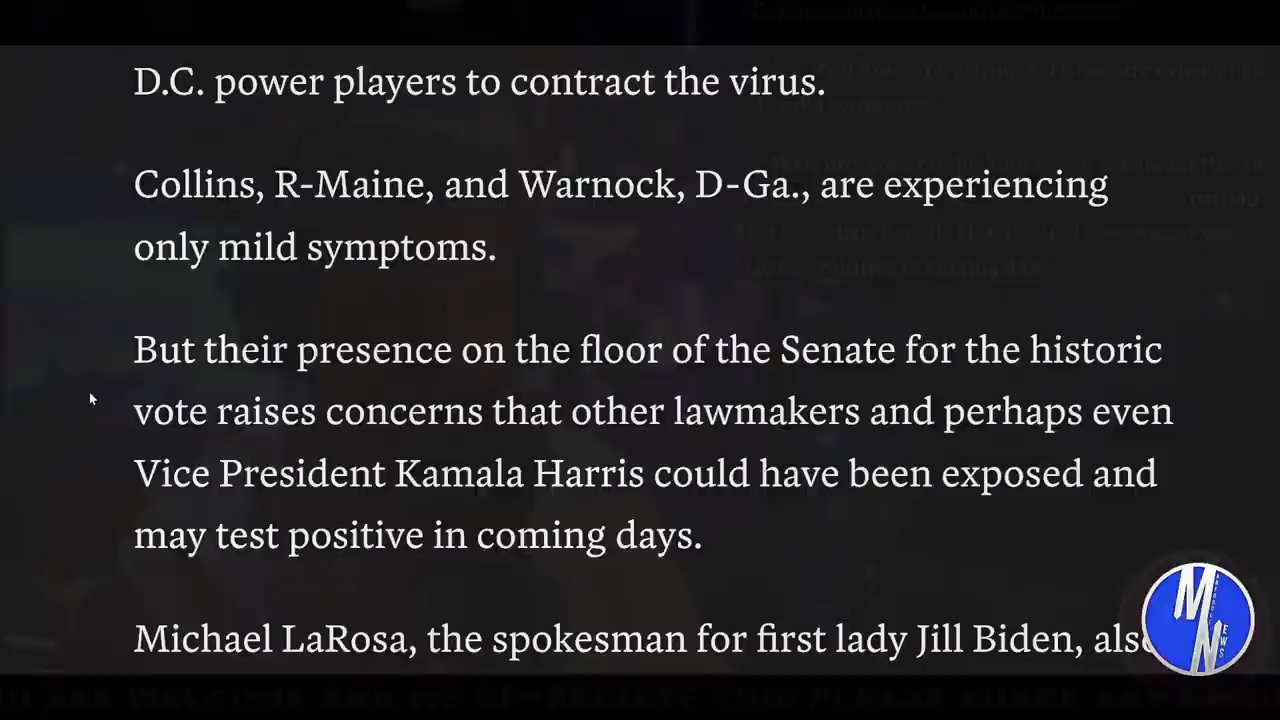 D.C. power players to contract the virus.
Collins, R-Maine, and Warnock, D-Ga., are experiencing
only mild symptoms.
But their presence on the floor of the Senate for the historic
vote raises concerns that other lawmakers and perhaps even
Vice President Kamala Harris could have been exposed and
may test positive in coming days.
Michael LaRosa, the spokesman for first lady Jill Biden, also